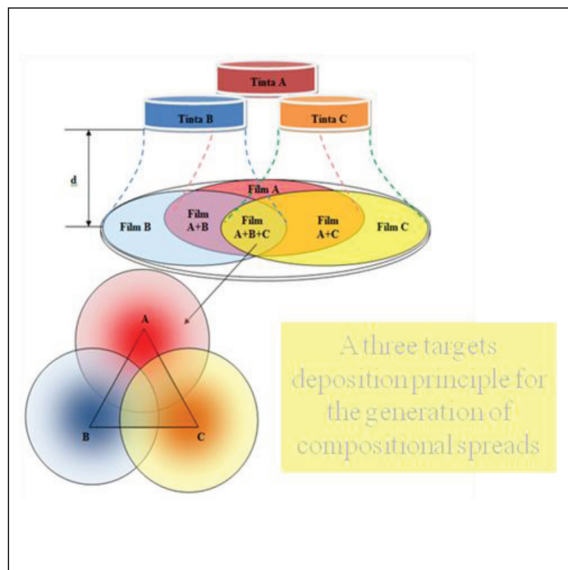 Tinta A
Tinta B
Tinta C
d
Film A
Film B
Film
A+B
Film
A+B+C
Film
A+C
Film C
A
B
C
A three targets
deposition principle for
the generation of
compositional spreads